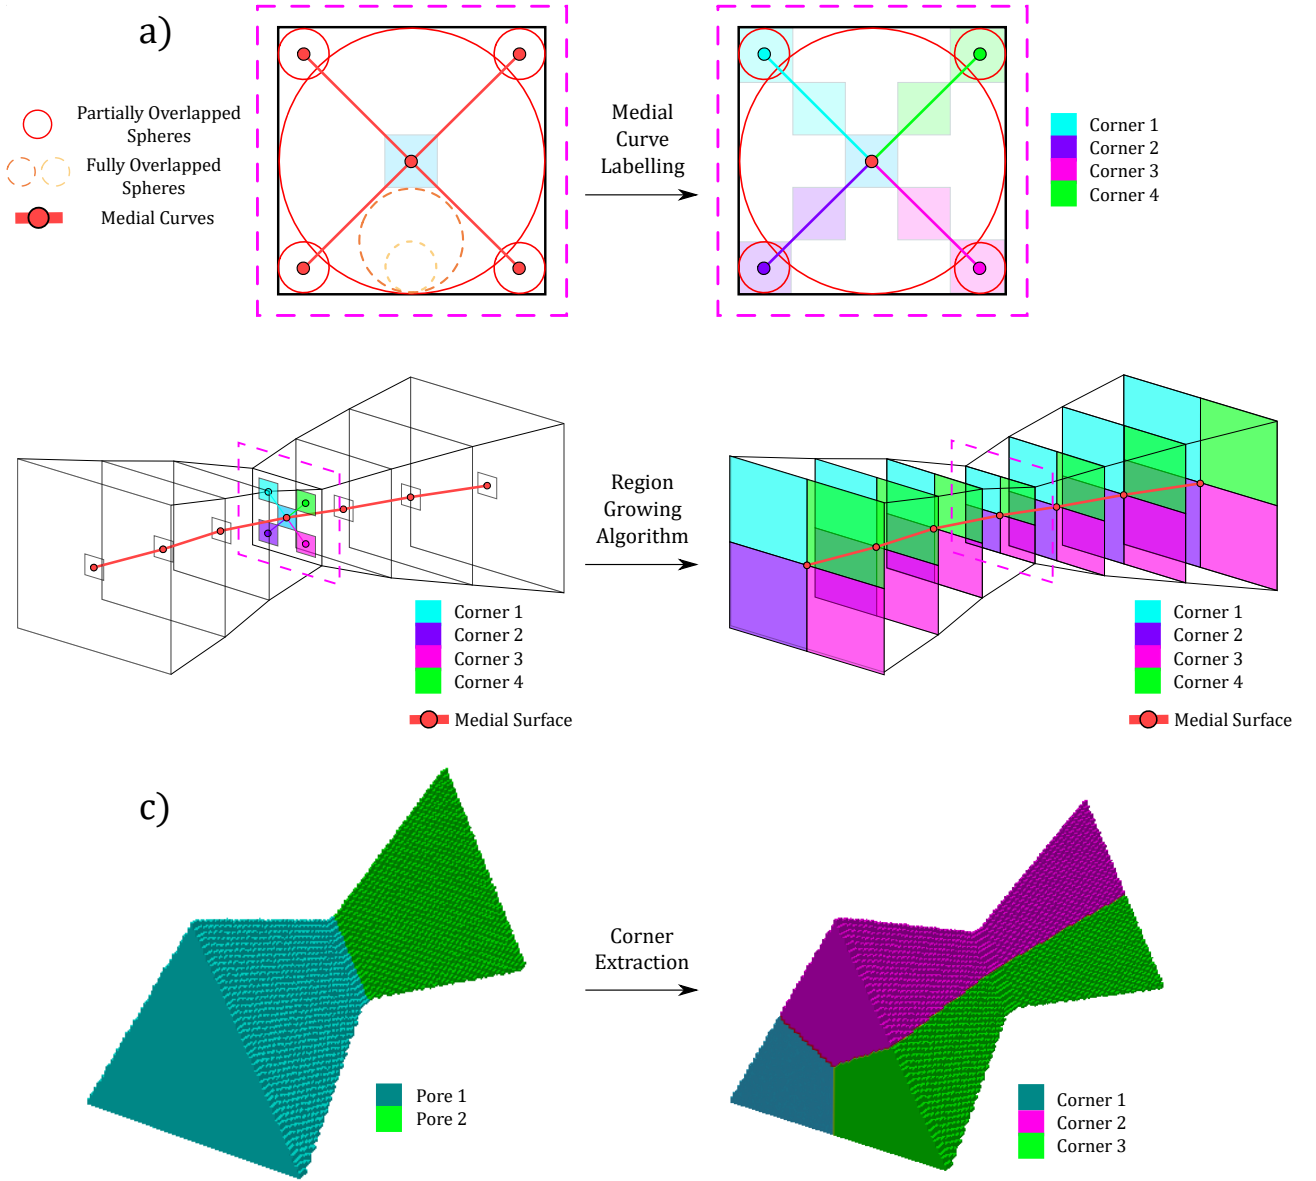 a)
Partially Overlapped
Spheres
Fully Overlapped
Spheres
Medial Curves
Medial
Curve
Labelling
Corner 1
Corner 2
Corner 3
Corner 4
Region
Growing
Algorithm
Corner 1
Corner 2
Corner 3
Corner 4
Medial Surface
Corner 1
Corner 2
Corner 3
Corner 4
Medial Surface
c)
Corner
Extraction
Pore 1
Pore 2
Corner 1
Corner 2
Corner 3